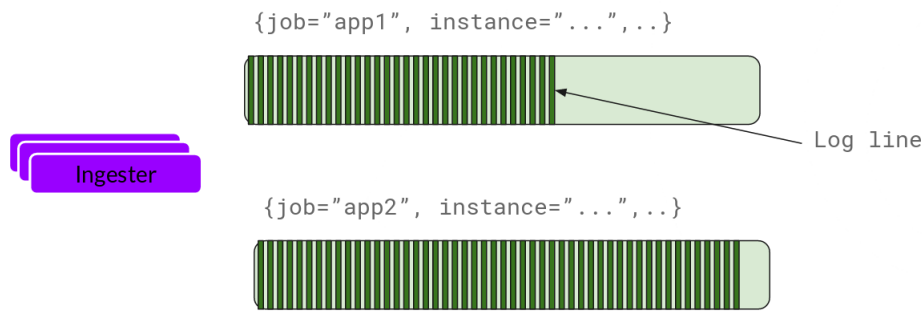 {job=”app1”, instance=”...”,..}
Log line
Ingester
{job=”app2”, instance=”...”,..}